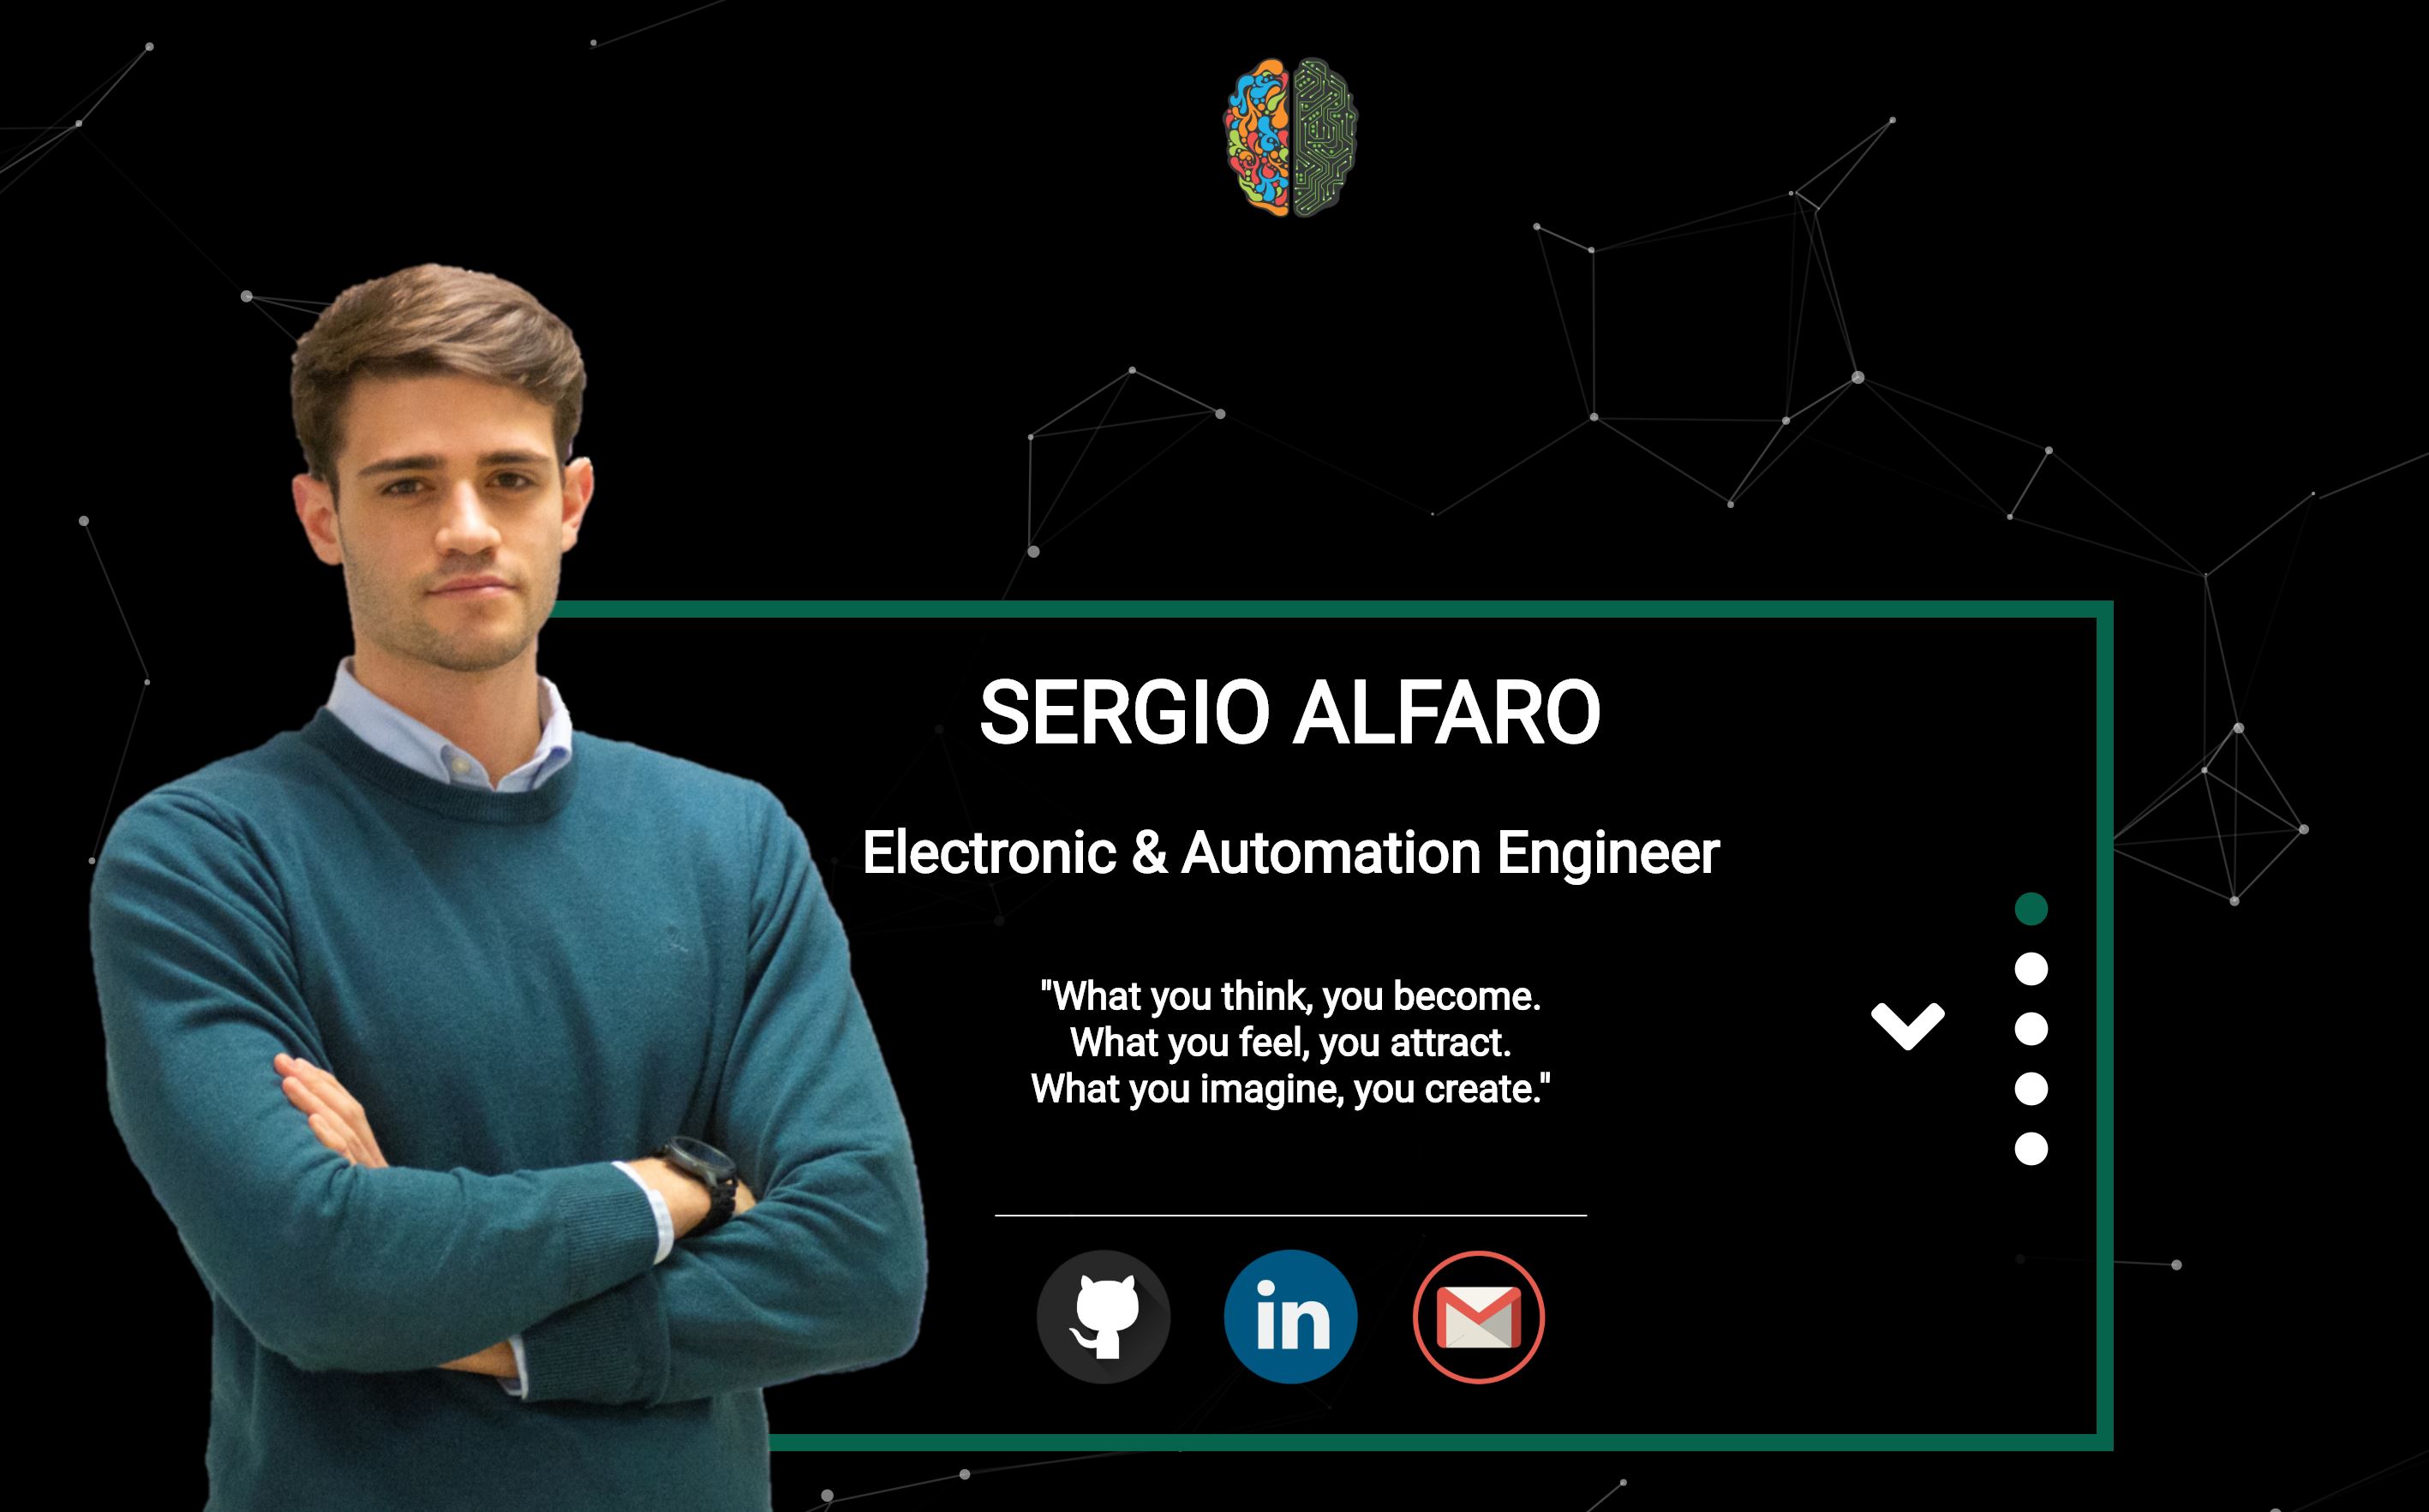 SERGIO ALFARO
Electronic & Automation Engineer
"What you think, you become.
What you feel, you attract.
What you imagine, you create."
in